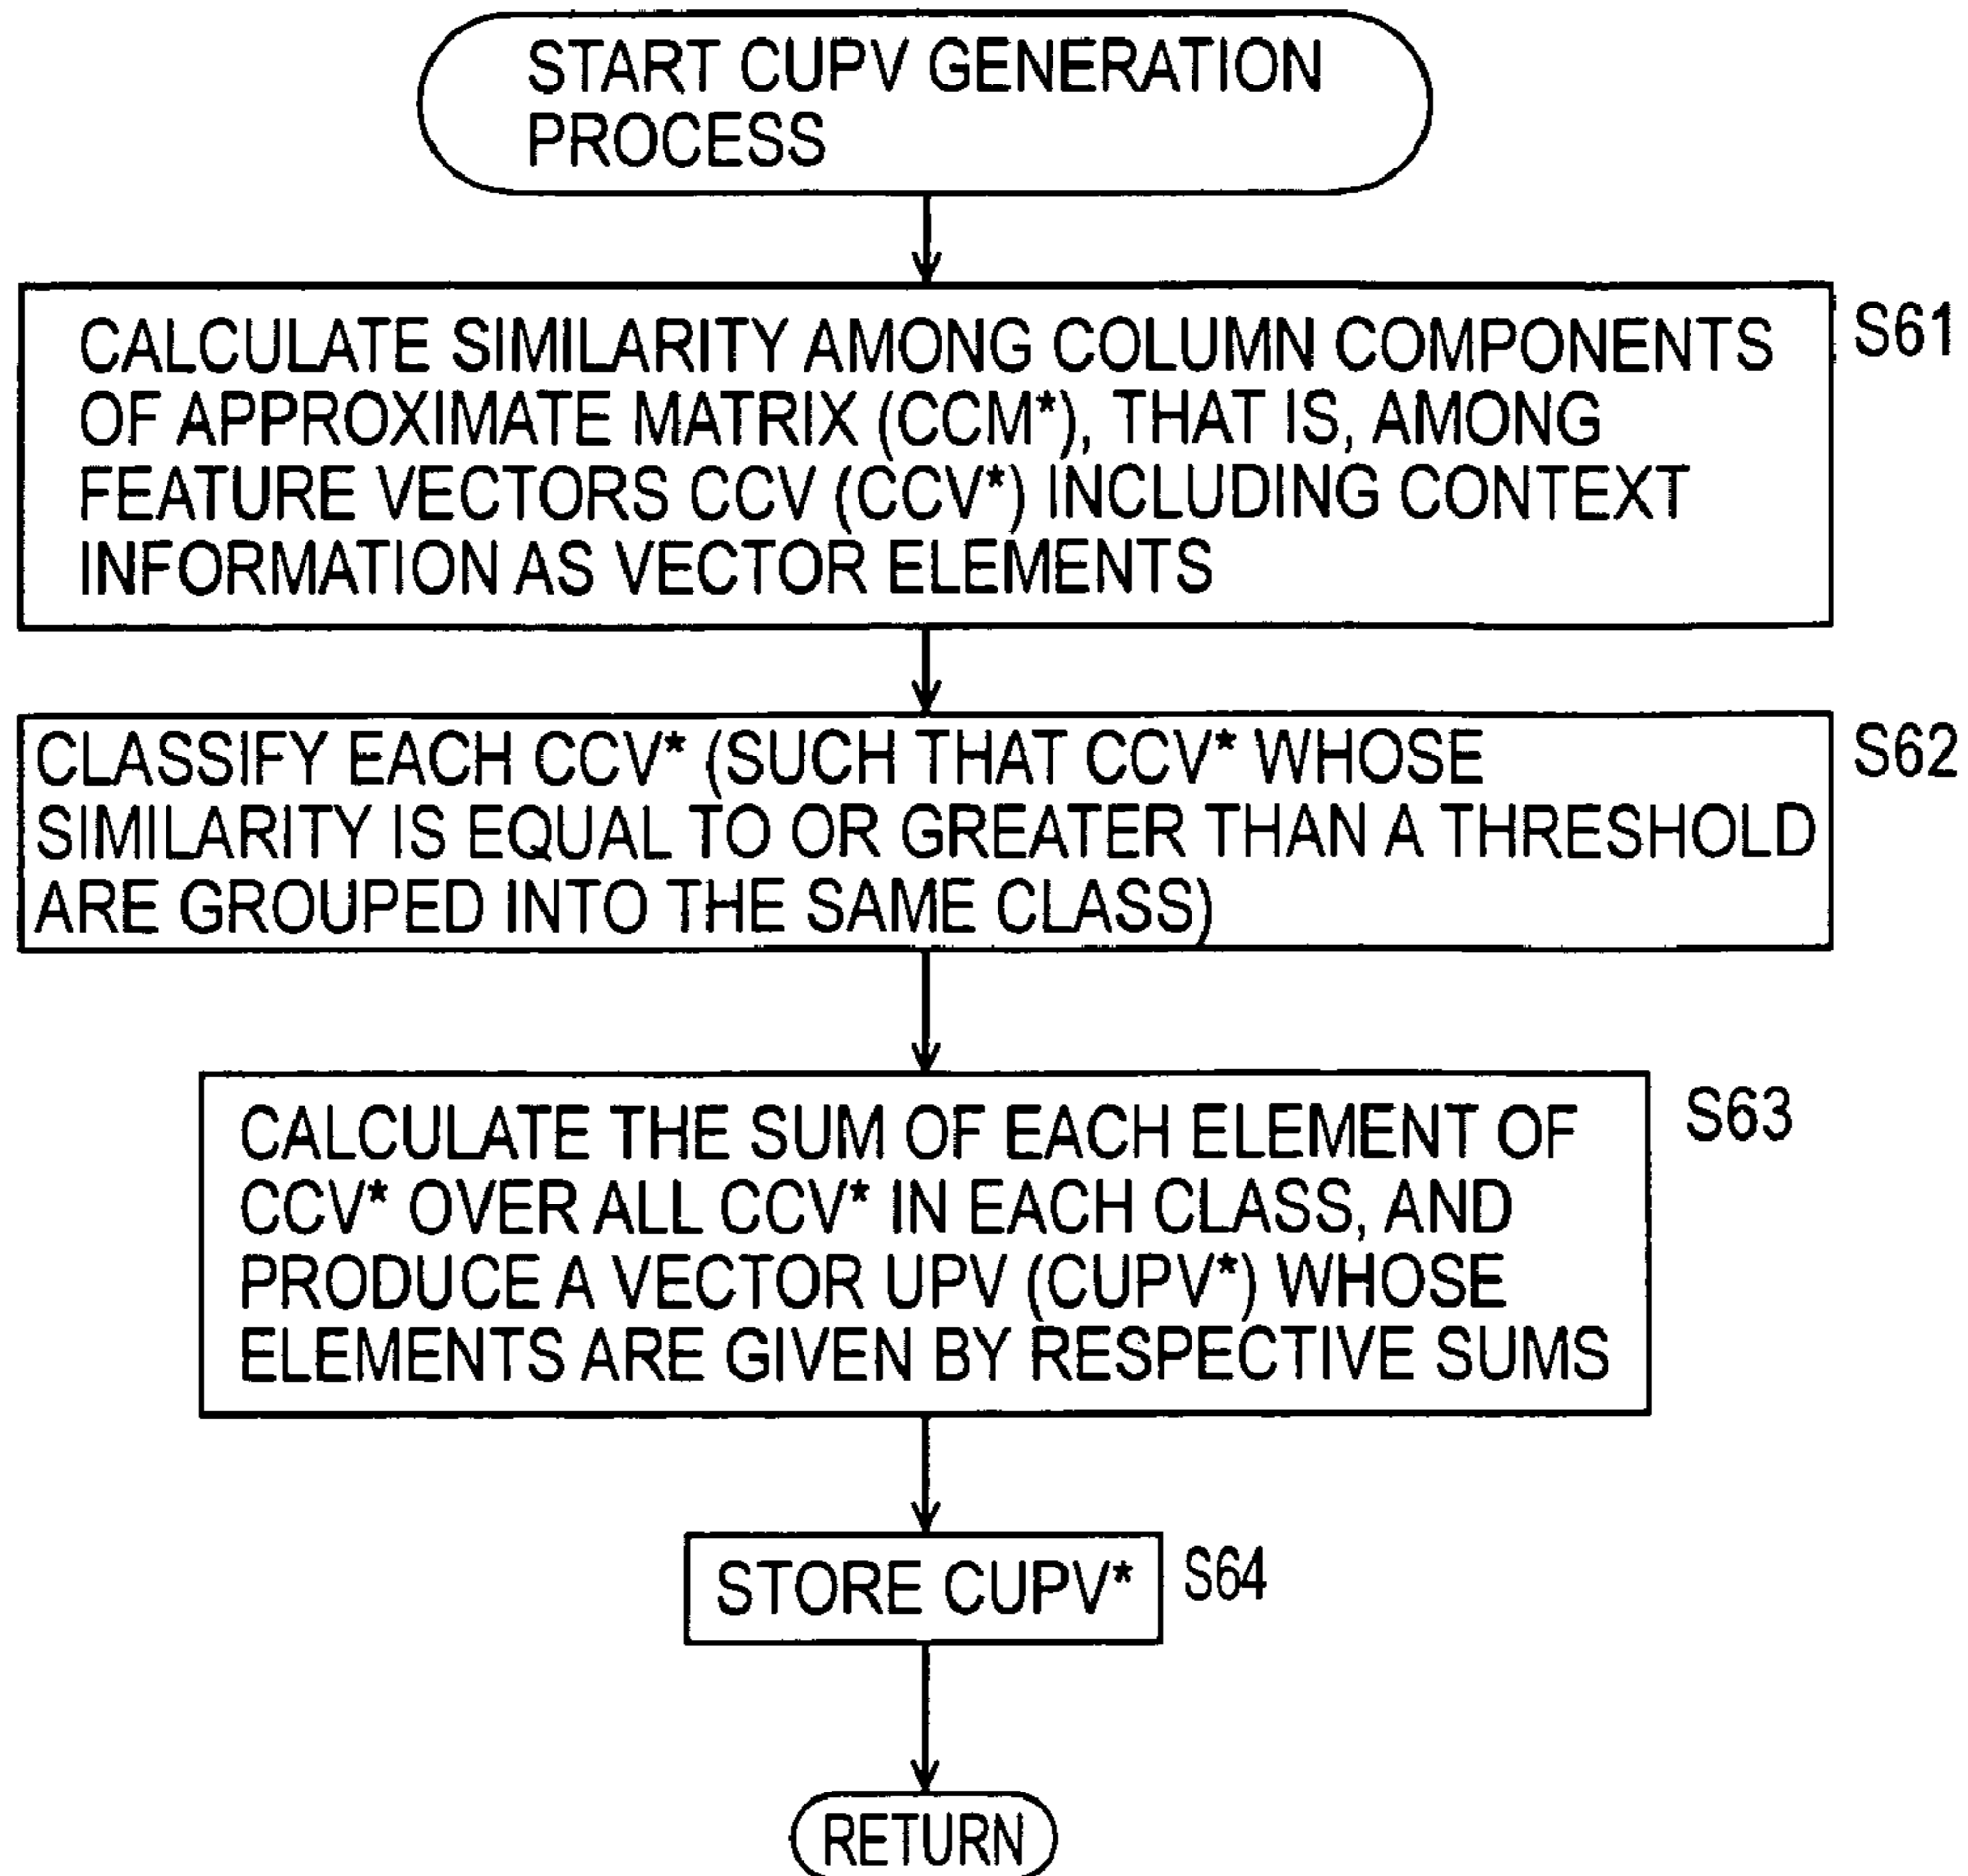 START CUPV GENERATION
PROCESS
CALCULATE SIMILARITY AMONG COLUMN COMPONENTS
OF APPROXIMATE MATRIX (CCM*), THAT IS, AMONG
FEATURE VECTORS CCV (CCV*) INCLUDING CONTEXT
INFORMATION AS VECTOR ELEMENTS
S61
CLASSIFY EACH CCV* (SUCH THAT CCV* WHOSE
SIMILARITY IS EQUAL TO OR GREATER THAN A THRESHOLD
ARE GROUPED INTO THE SAME CLASS)
S62
CALCULATE THE SUM OF EACH ELEMENT OF
CCV* OVER ALL CCV* IN EACH CLASS, AND
PRODUCE A VECTOR UPV (CUPV*) WHOSE
ELEMENTS ARE GIVEN BY RESPECTIVE SUMS
S63
STORE CUPV*
S64
RETURN